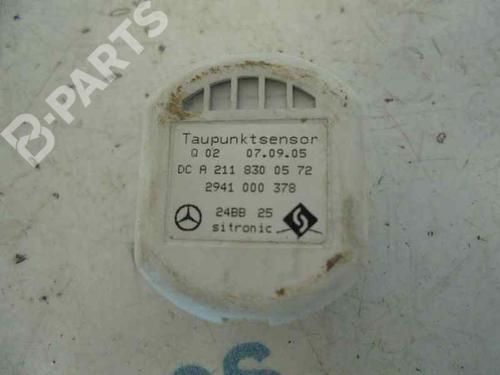 B-PARTS
Taupunktsensor
Q 02 07.09.05
DC A 211 830 05 72
2941 000 378
24BB 25
sitronic